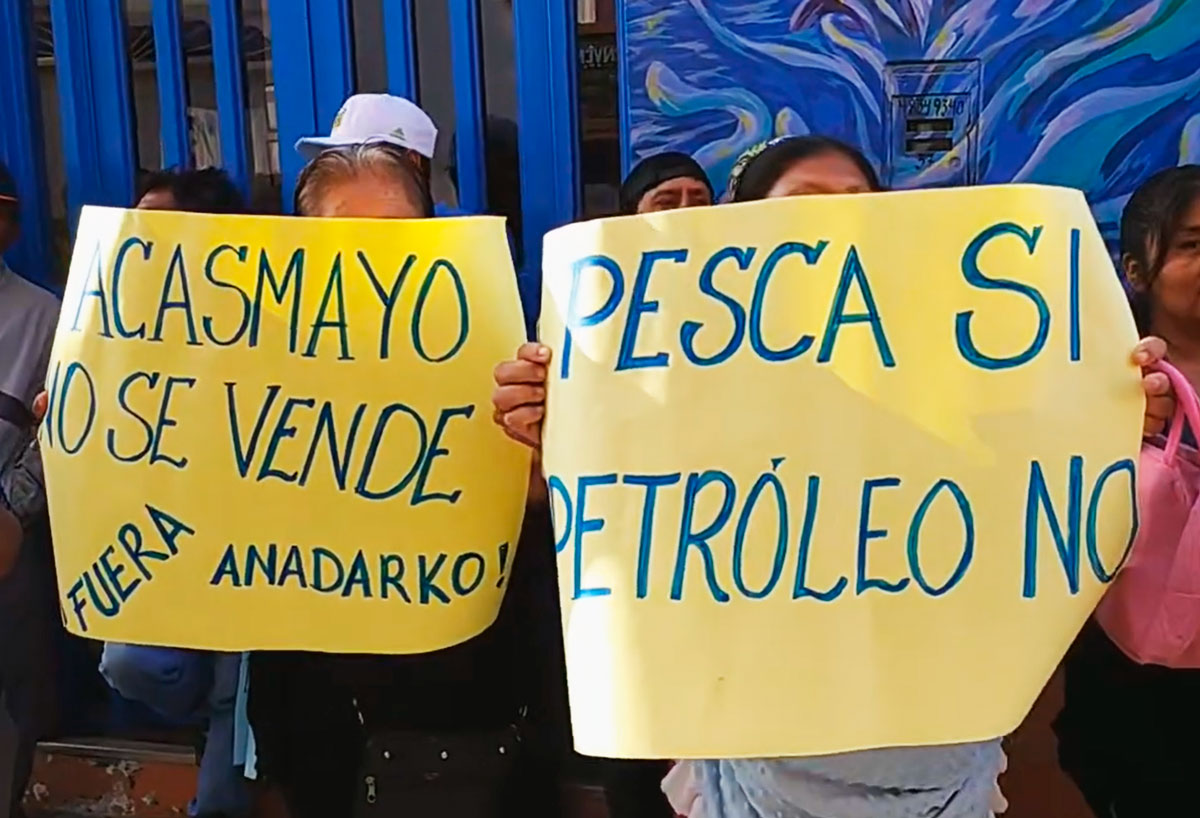 ACASMAYO
NO SE VENDE
¡FUERA ANADARKO!
PESCA SI
PETRÓLEO NO